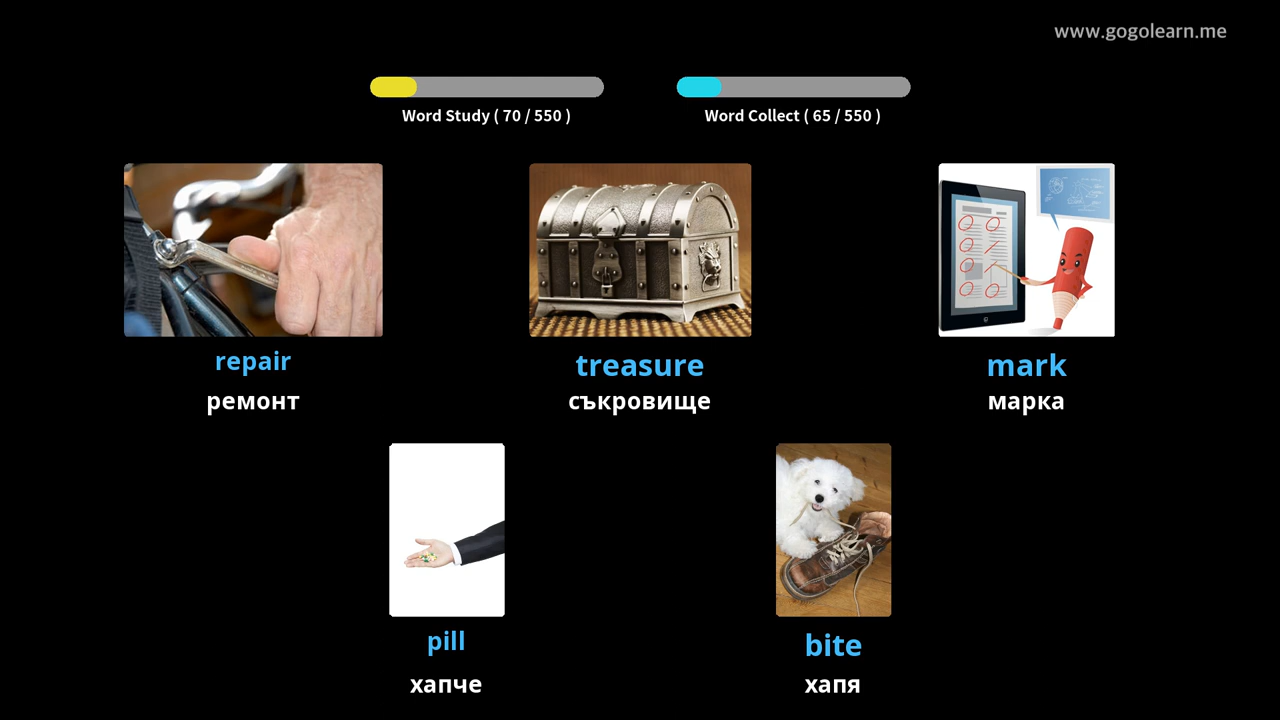 www.gogolearn.me
Word Study ( 70 / 550 )
Word Collect ( 65 / 550 )
repair
ремонт
treasure
съкровище
mark
марка
pill
хапче
bite
хапя